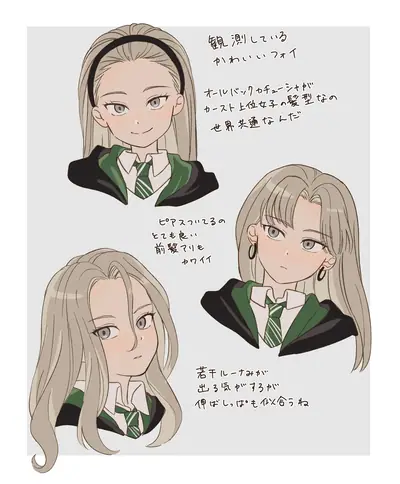 観測している
かわいいフォイ
オールバックカチューシャが
カースト上位女子の髪型なの
世界共通なんだ
ピアスついてるの
とても良い
前髪アリも
カワイイ
若干ルーナみが
出る気がするが
伸ばしっぱも似合うね